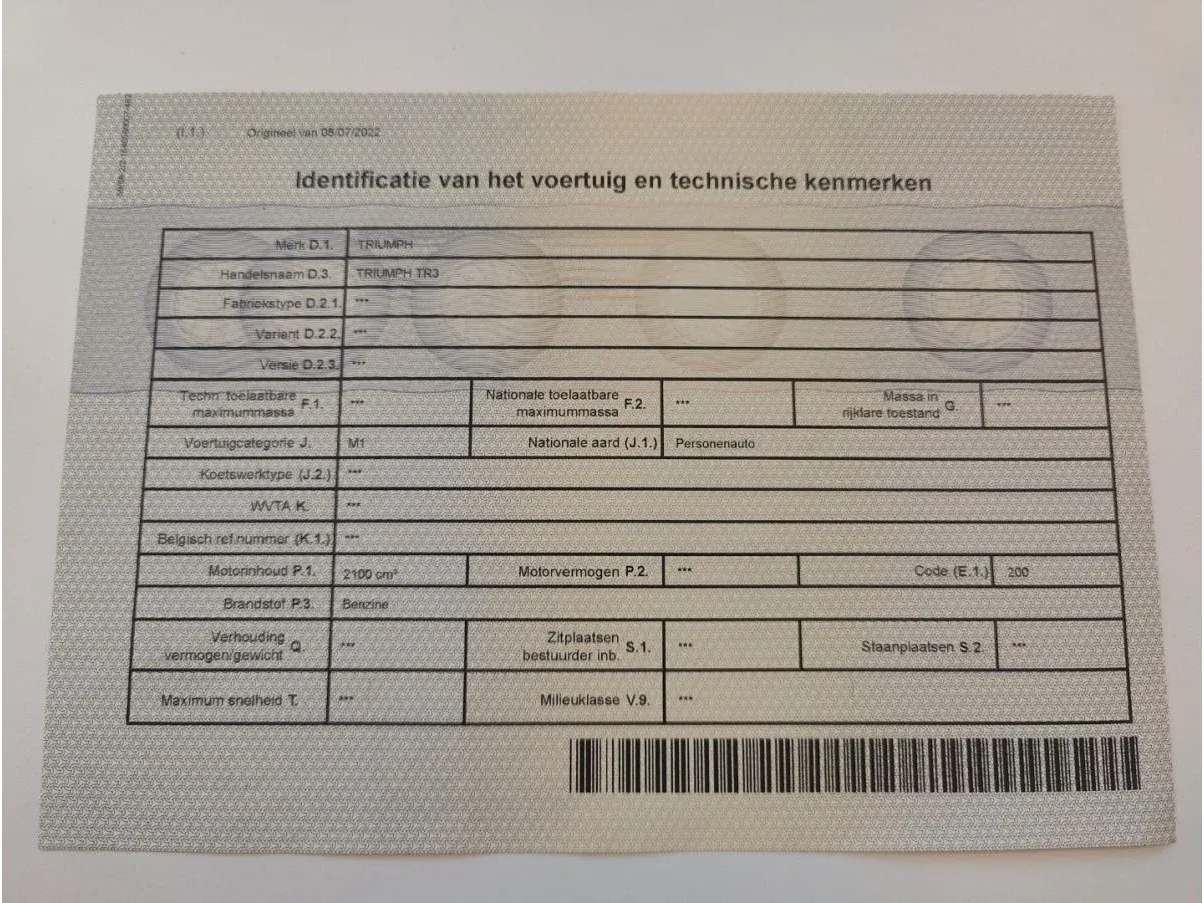 (I.1.) Origineel van 08/07/2022
Identificatie van het voertuig en technische kenmerken
Merk D.1. TRIUMPH
Handelsnaam D.3. TRIUMPH TR3
Fabriekstype D.2.1. ***
Variant D.2.2. ***
Versie D.2.3. ***
Techn. toelaatbare maximummassa F.1. *** Nationale toelaatbare maximummassa F.2. *** Massa in rijklare toestand G. ***
Voertuigcategorie J. M1 Nationale aard (J.1.) Personenauto
Koetswerktype (J.2.) ***
WVTA K. ***
Belgisch ref.nummer (K.1.) ***
Motorinhoud P.1. 2100 cm³ Motorvermogen P.2. *** Code (E.1.) 200
Brandstof P.3. Benzine
Verhouding vermogen/gewicht Q. *** Zitplaatsen bestuurder inb. S.1. *** Staanplaatsen S.2. ***
Maximum snelheid T. *** Milieuklasse V.9. ***